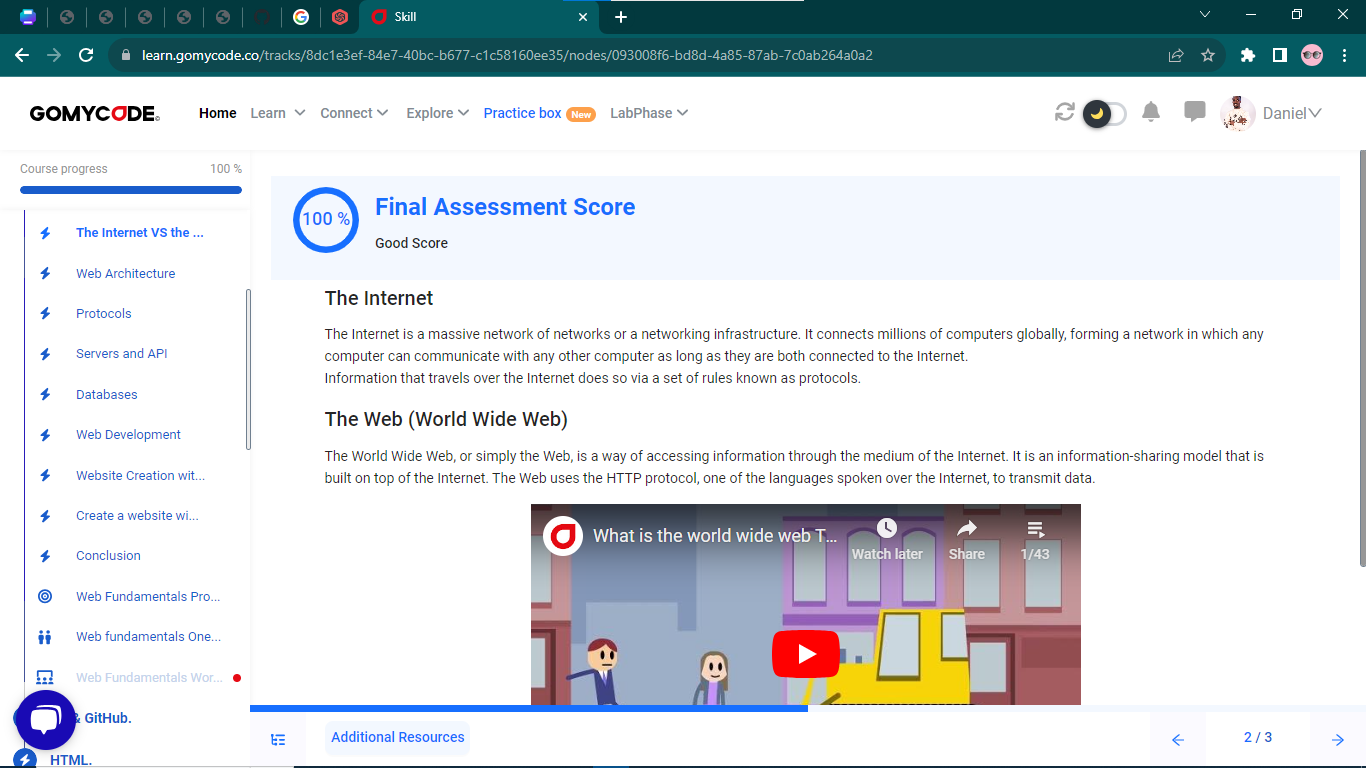 Skill
learn.gomycode.co/tracks/8dc1e3ef-84e7-40bc-b677-c1c58160ee35/nodes/093008f6-bd8d-4a85-87ab-7c0ab264a0a2
GOMYCODE
Home Learn Connect Explore Practice box New LabPhase Daniel
Course progress 100 %
The Internet VS the ...
Web Architecture
Protocols
Servers and API
Databases
Web Development
Website Creation wit...
Create a website wi...
Conclusion
Web Fundamentals Pro...
Web fundamentals One...
Web Fundamentals Wor...
& GitHub.
HTML.
100 %
Final Assessment Score
Good Score
The Internet
The Internet is a massive network of networks or a networking infrastructure. It connects millions of computers globally, forming a network in which any
computer can communicate with any other computer as long as they are both connected to the Internet.
Information that travels over the Internet does so via a set of rules known as protocols.
The Web (World Wide Web)
The World Wide Web, or simply the Web, is a way of accessing information through the medium of the Internet. It is an information-sharing model that is
built on top of the Internet. The Web uses the HTTP protocol, one of the languages spoken over the Internet, to transmit data.
What is the world wide web T...
Watch later Share 1/43
Additional Resources
2 / 3